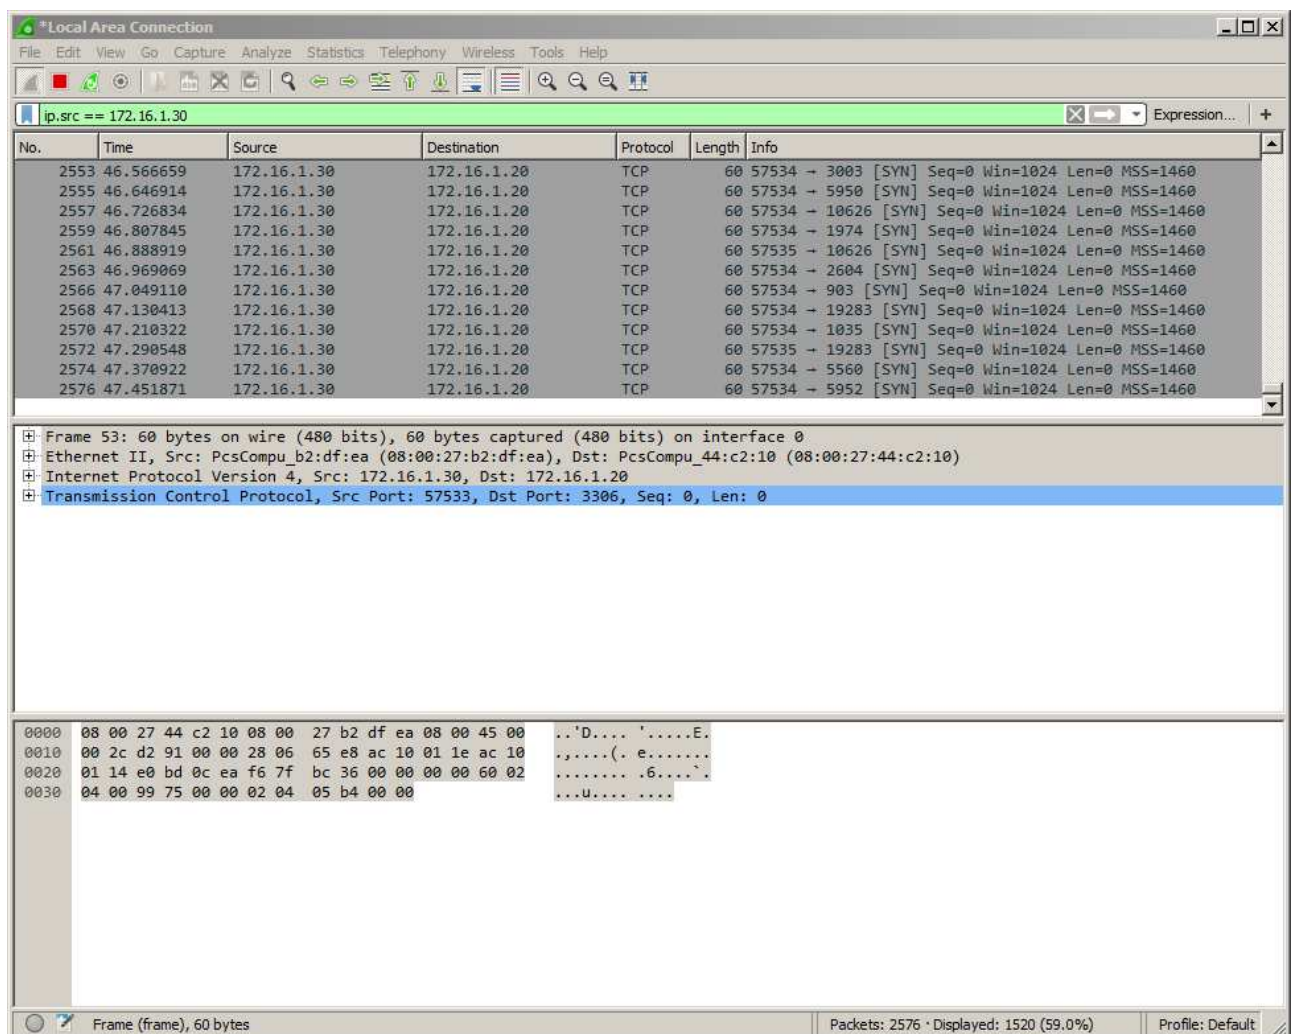 *Local Area Connection
File Edit View Go Capture Analyze Statistics Telephony Wireless Tools Help
ip.src == 172.16.1.30 Expression... +
No. Time Source Destination Protocol Length Info
2553 46.566659 172.16.1.30 172.16.1.20 TCP 60 57534 → 3003 [SYN] Seq=0 Win=1024 Len=0 MSS=1460
2555 46.646914 172.16.1.30 172.16.1.20 TCP 60 57534 → 5950 [SYN] Seq=0 Win=1024 Len=0 MSS=1460
2557 46.726834 172.16.1.30 172.16.1.20 TCP 60 57534 → 10626 [SYN] Seq=0 Win=1024 Len=0 MSS=1460
2559 46.807845 172.16.1.30 172.16.1.20 TCP 60 57534 → 1974 [SYN] Seq=0 Win=1024 Len=0 MSS=1460
2561 46.888919 172.16.1.30 172.16.1.20 TCP 60 57535 → 10626 [SYN] Seq=0 Win=1024 Len=0 MSS=1460
2563 46.969069 172.16.1.30 172.16.1.20 TCP 60 57534 → 2604 [SYN] Seq=0 Win=1024 Len=0 MSS=1460
2566 47.049110 172.16.1.30 172.16.1.20 TCP 60 57534 → 903 [SYN] Seq=0 Win=1024 Len=0 MSS=1460
2568 47.130413 172.16.1.30 172.16.1.20 TCP 60 57534 → 19283 [SYN] Seq=0 Win=1024 Len=0 MSS=1460
2570 47.210322 172.16.1.30 172.16.1.20 TCP 60 57534 → 1035 [SYN] Seq=0 Win=1024 Len=0 MSS=1460
2572 47.290548 172.16.1.30 172.16.1.20 TCP 60 57535 → 19283 [SYN] Seq=0 Win=1024 Len=0 MSS=1460
2574 47.370922 172.16.1.30 172.16.1.20 TCP 60 57534 → 5560 [SYN] Seq=0 Win=1024 Len=0 MSS=1460
2576 47.451871 172.16.1.30 172.16.1.20 TCP 60 57534 → 5952 [SYN] Seq=0 Win=1024 Len=0 MSS=1460
Frame 53: 60 bytes on wire (480 bits), 60 bytes captured (480 bits) on interface 0
Ethernet II, Src: PcsCompu_b2:df:ea (08:00:27:b2:df:ea), Dst: PcsCompu_44:c2:10 (08:00:27:44:c2:10)
Internet Protocol Version 4, Src: 172.16.1.30, Dst: 172.16.1.20
Transmission Control Protocol, Src Port: 57533, Dst Port: 3306, Seq: 0, Len: 0
0000 08 00 27 44 c2 10 08 00 27 b2 df ea 08 00 45 00 ..'D.... '.....E.
0010 00 2c d2 91 00 00 28 06 65 e8 ac 10 01 1e ac 10 .,....(. e.......
0020 01 14 e0 bd 0c ea f6 7f bc 36 00 00 00 00 60 02 ........ .6....`.
0030 04 00 99 75 00 00 02 04 05 b4 00 00 ...u.... ....
Frame (frame), 60 bytes Packets: 2576 · Displayed: 1520 (59.0%) Profile: Default